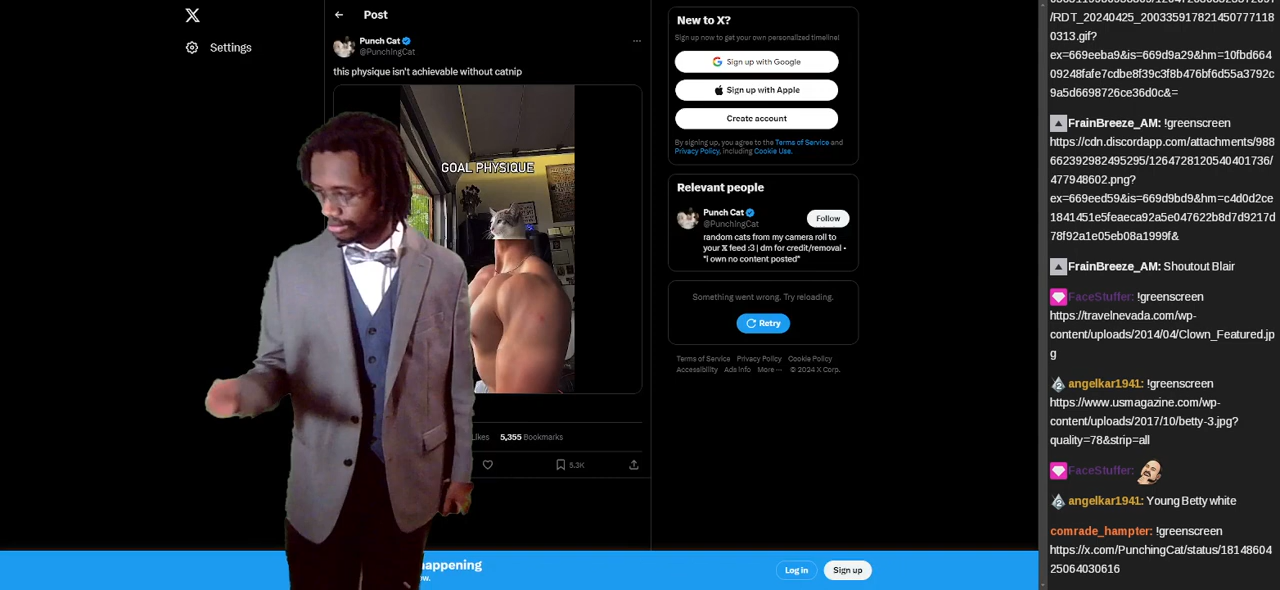 Settings
Post
Punch Cat
@PunchIngCat
this physique isn't achievable without catnip
GOAL PHYSIQUE
5,355 Bookmarks
5.3K
appening
New to X?
Sign up now to get your own personalized timeline!
Sign up with Google
Sign up with Apple
Create account
By signing up, you agree to the Terms of Service and
Privacy Policy, including Cookie Use.
Relevant people
Punch Cat
@PunchIngCat
Follow
random cats from my camera roll to
your X feed :3 | dm for credit/removal •
*i own no content posted*
Something went wrong. Try reloading.
Retry
Terms of Service Privacy Policy Cookie Policy
Accessibility Ads Info More ··· © 2024 X Corp.
Log in
Sign up
/RDT_20240425_200335917821450777118
0313.gif?
ex=669eeba9&is=669d9a29&hm=10fbd664
09248fafe7cdbe8f39c3f8b476bf6d55a3792c
9a5d6698726ce36d0c&=
FrainBreeze_AM: !greenscreen
https://cdn.discordapp.com/attachments/988
662392982495295/1264728120540401736/
477948602.png?
ex=669eed59&is=669d9bd9&hm=c4d0d2ce
1841451e5feaeca92a5e047622b8d7d9217d
78f92a1e05eb08a1999f&
FrainBreeze_AM: Shoutout Blair
FaceStuffer: !greenscreen
https://travelnevada.com/wp-
content/uploads/2014/04/Clown_Featured.jp
g
angelkar1941: !greenscreen
https://www.usmagazine.com/wp-
content/uploads/2017/10/betty-3.jpg?
quality=78&strip=all
FaceStuffer:
angelkar1941: Young Betty white
comrade_hampter: !greenscreen
https://x.com/PunchingCat/status/18148604
25064030616